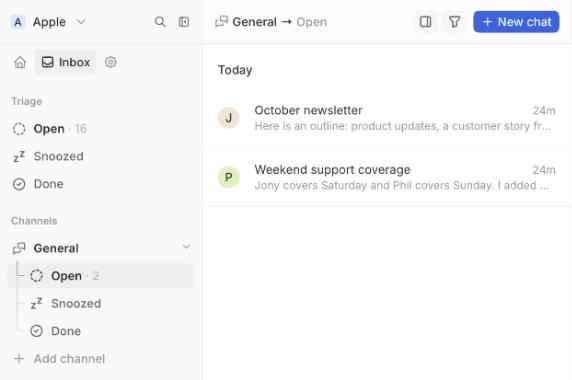 A Apple
General → Open
+ New chat
Inbox
Today
Triage
Open · 16
Snoozed
Done
J
October newsletter
24m
Here is an outline: product updates, a customer story fr...
P
Weekend support coverage
24m
Jony covers Saturday and Phil covers Sunday. I added ...
Channels
General
Open · 2
Snoozed
Done
+ Add channel